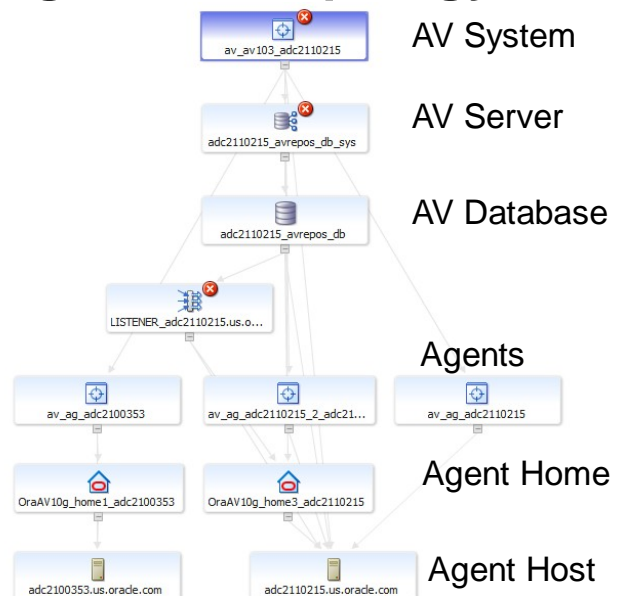 av_av103_adc2110215
AV System
adc2110215_avrepos_db_sys
AV Server
adc2110215_avrepos_db
AV Database
LISTENER_adc2110215.us.o...
Agents
av_ag_adc2100353
av_ag_adc2110215_2_adc21...
av_ag_adc2110215
OraAV10g_home1_adc2100353
OraAV10g_home3_adc2110215
Agent Home
adc2100353.us.oracle.com
adc2110215.us.oracle.com
Agent Host